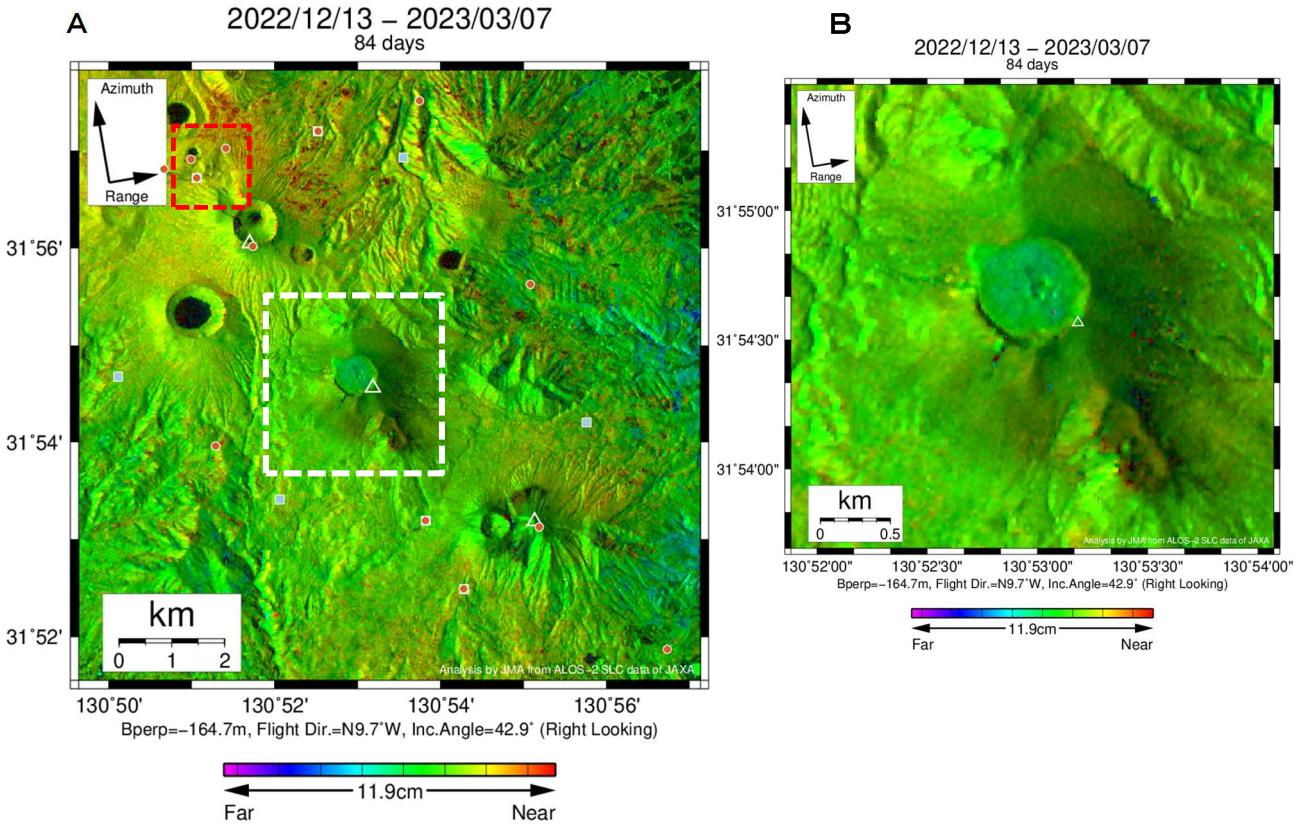 A
2022/12/13 − 2023/03/07
84 days
Azimuth
Range
31˚56'
31˚54'
31˚52'
km
0 1 2
Analysis by JMA from ALOS−2 SLC data of JAXA
130˚50' 130˚52' 130˚54' 130˚56'
Bperp=−164.7m, Flight Dir.=N9.7˚W, Inc.Angle=42.9˚ (Right Looking)
11.9cm
Far Near
B
2022/12/13 − 2023/03/07
84 days
Azimuth
Range
31˚55'00"
31˚54'30"
31˚54'00"
km
0 0.5
Analysis by JMA from ALOS−2 SLC data of JAXA
130˚52'00" 130˚52'30" 130˚53'00" 130˚53'30" 130˚54'00"
Bperp=−164.7m, Flight Dir.=N9.7˚W, Inc.Angle=42.9˚ (Right Looking)
11.9cm
Far Near